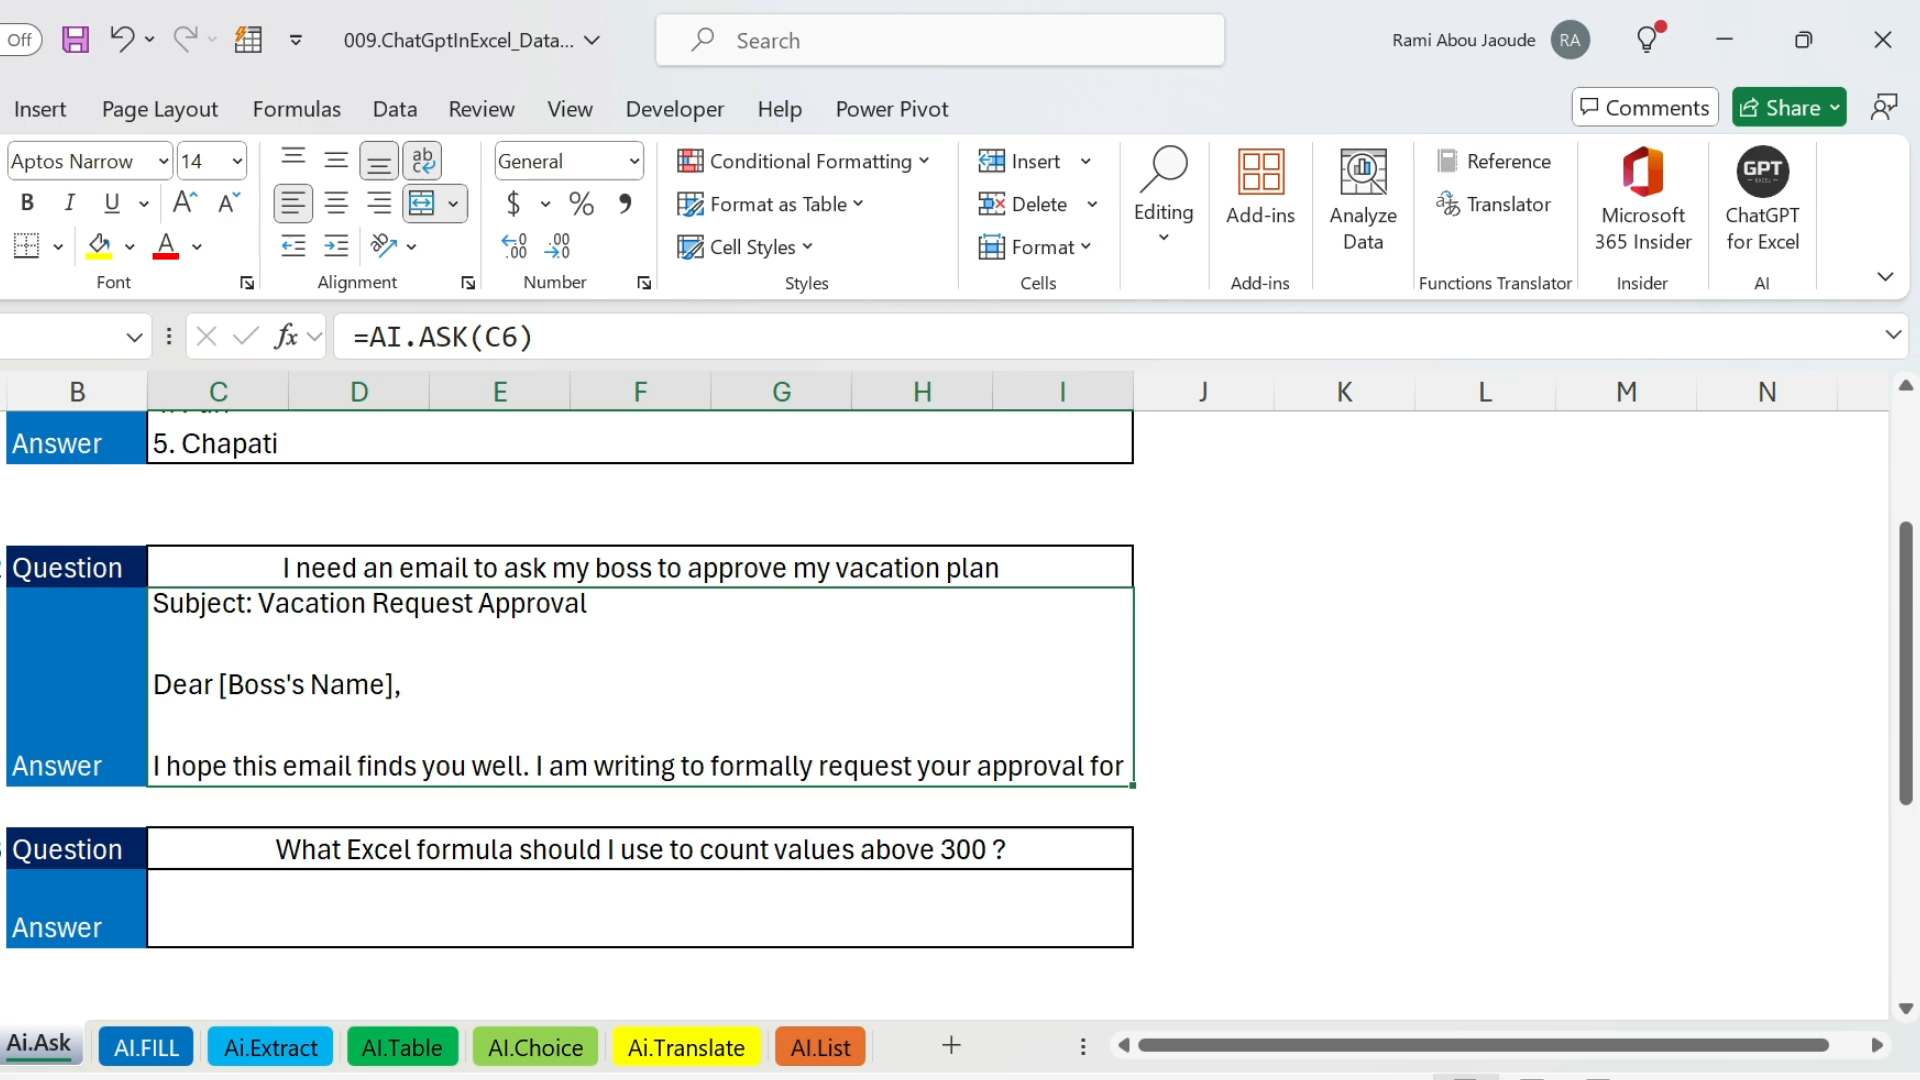 Off
009.ChatGptInExcel_Data...
Search
Rami Abou Jaoude
RA
Insert Page Layout Formulas Data Review View Developer Help Power Pivot
Comments
Share
Aptos Narrow
14
ab
General
Conditional Formatting
Insert
Reference
B I U A A
$ % 9
Format as Table
Delete
Translator
Editing
Add-ins
Analyze
Data
Microsoft
365 Insider
GPT
EXCEL
ChatGPT
for Excel
A
.00
Cell Styles
Format
Font
Alignment
Number
Styles
Cells
Add-ins
Functions Translator
Insider
AI
fx
=AI.ASK(C6)
B C D E F G H I J K L M N
Answer
5. Chapati
Question
I need an email to ask my boss to approve my vacation plan
Subject: Vacation Request Approval
Dear [Boss's Name],
Answer
I hope this email finds you well. I am writing to formally request your approval for
Question
What Excel formula should I use to count values above 300 ?
Answer
Ai.Ask
AI.FILL
Ai.Extract
AI.Table
AI.Choice
Ai.Translate
AI.List